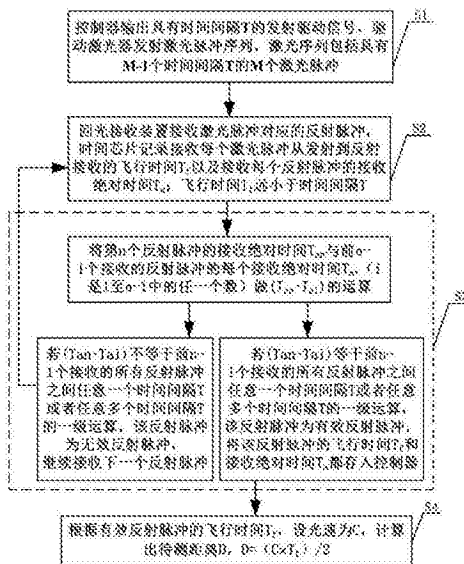 S1
控制器输出具有时间间隔T的发射驱动信号，驱
动激光器发射激光脉冲序列，激光序列包括具有
M-1个时间间隔T的M个激光脉冲
S2
回光接收装置接收激光脉冲对应的反射脉冲，
时间芯片记录接收每个激光脉冲从发射到反射
接收的飞行时间Tf以及接收每个反射脉冲的接收
绝对时间Ta；飞行时间Tf远小于时间间隔T
S3
将第n个反射脉冲的接收绝对时间Tan与前n-
1个接收的反射脉冲的每个接收绝对时间Tai（i
是1至n-1中的任一个数）做(Tan-Tai)的运算
若(Tan-Tai)不等于前n-
1个接收的所有反射脉冲
之间任意一个时间间隔T
或者任意多个时间间隔T
的一级运算，该反射脉冲
为无效反射脉冲，
继续接收下一个反射脉冲
若(Tan-Tai)等于前n-
1个接收的所有反射脉冲之间
任意一个时间间隔T或者任意
多个时间间隔T的一级运算，
该反射脉冲为有效反射脉冲，
将该反射脉冲的飞行时间Tf和
接收绝对时间Ta都存入控制器
S4
根据有效反射脉冲的飞行时间Tf，设光速为C，计算
出待测距离D，D=（C×Tf）/2